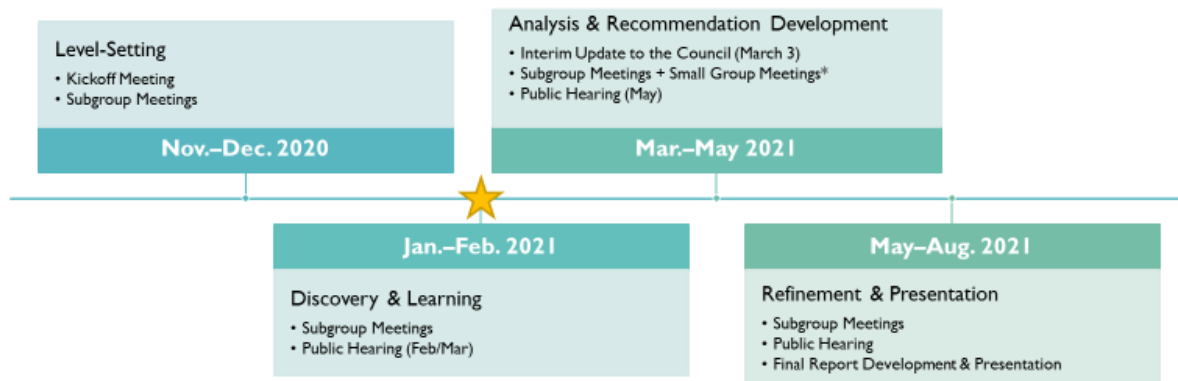 Level-Setting
• Kickoff Meeting
• Subgroup Meetings
Nov.–Dec. 2020
Analysis & Recommendation Development
• Interim Update to the Council (March 3)
• Subgroup Meetings + Small Group Meetings*
• Public Hearing (May)
Mar.–May 2021
Jan.–Feb. 2021
Discovery & Learning
• Subgroup Meetings
• Public Hearing (Feb/Mar)
May–Aug. 2021
Refinement & Presentation
• Subgroup Meetings
• Public Hearing
• Final Report Development & Presentation